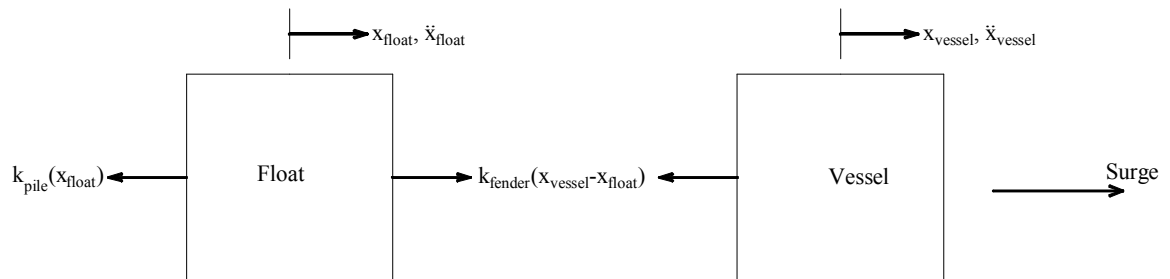 x_float, ẍ_float
x_vessel, ẍ_vessel
k_pile(x_float)
Float
k_fender(x_vessel-x_float)
Vessel
Surge